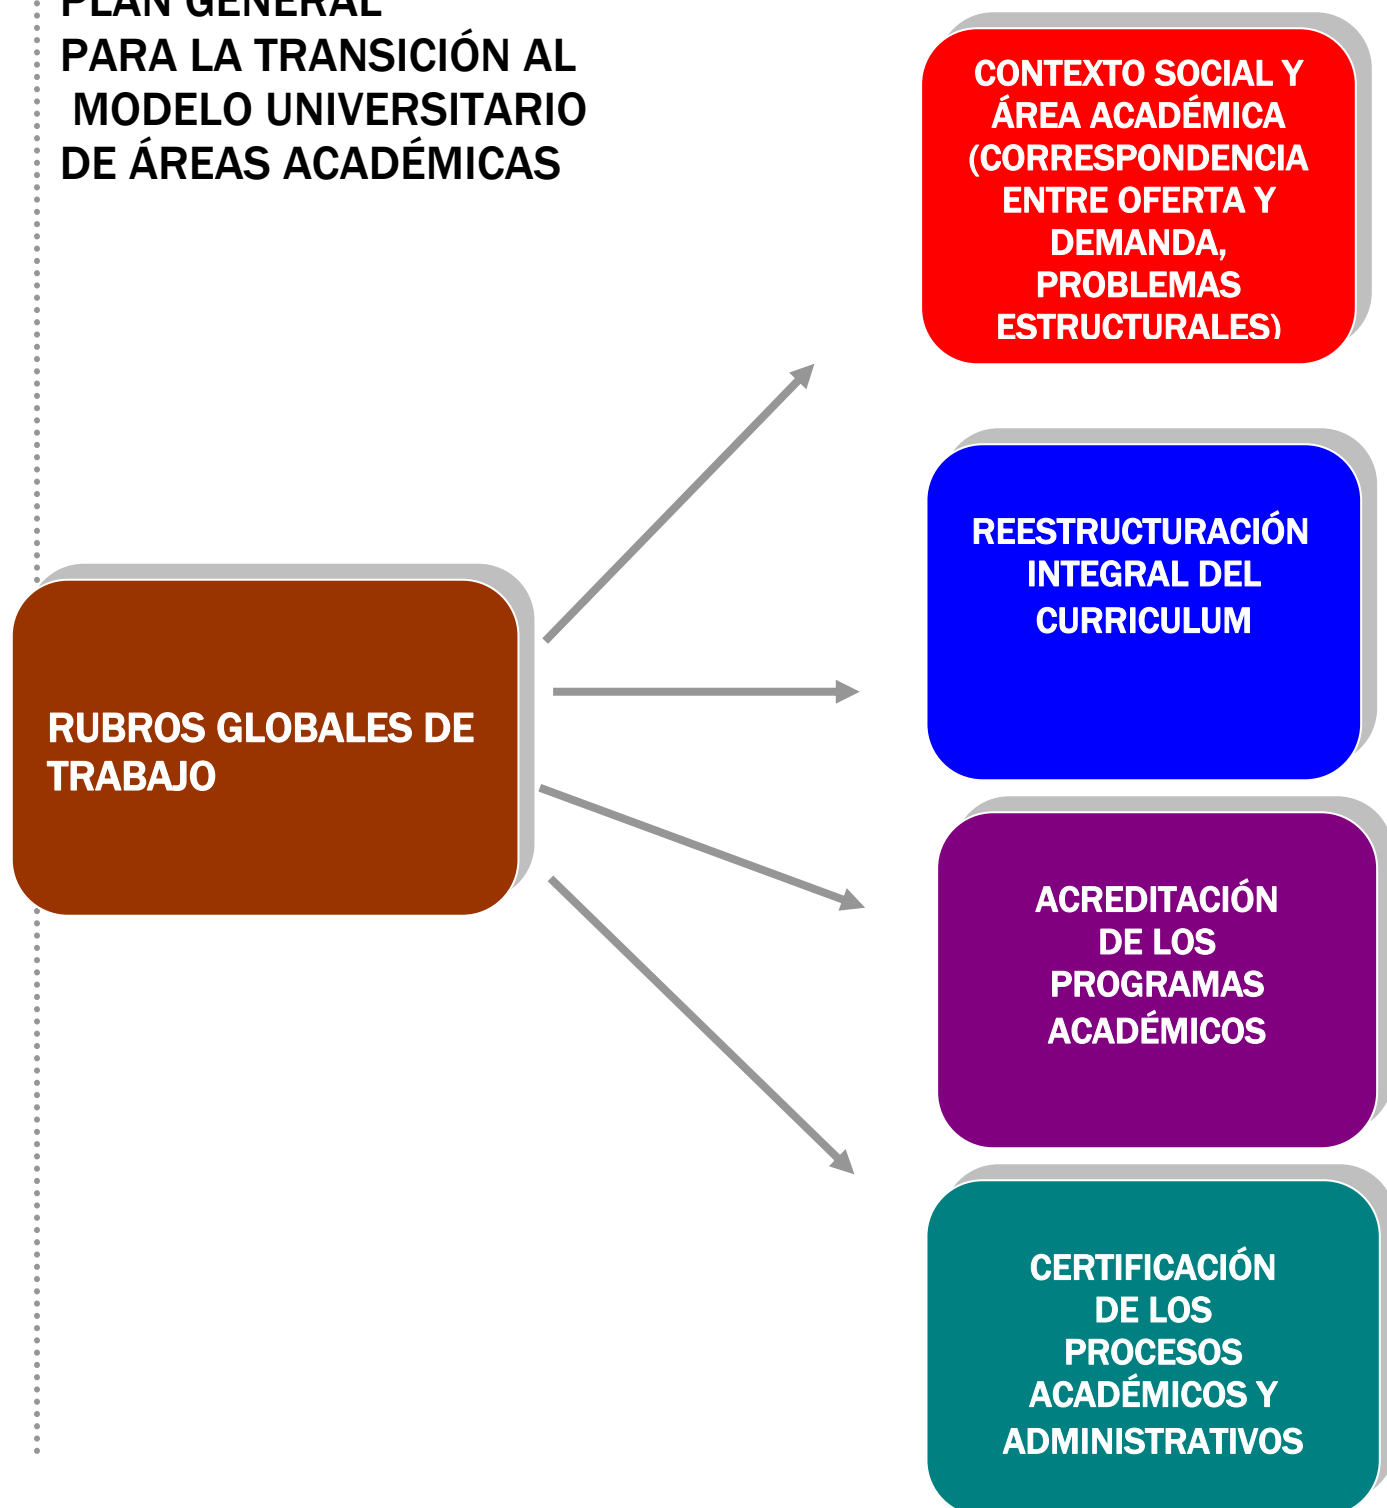 PLAN GENERAL
PARA LA TRANSICIÓN AL
MODELO UNIVERSITARIO
DE ÁREAS ACADÉMICAS
CONTEXTO SOCIAL Y
ÁREA ACADÉMICA
(CORRESPONDENCIA
ENTRE OFERTA Y
DEMANDA,
PROBLEMAS
ESTRUCTURALES)
REESTRUCTURACIÓN
INTEGRAL DEL
CURRICULUM
RUBROS GLOBALES DE
TRABAJO
ACREDITACIÓN
DE LOS
PROGRAMAS
ACADÉMICOS
CERTIFICACIÓN
DE LOS
PROCESOS
ACADÉMICOS Y
ADMINISTRATIVOS